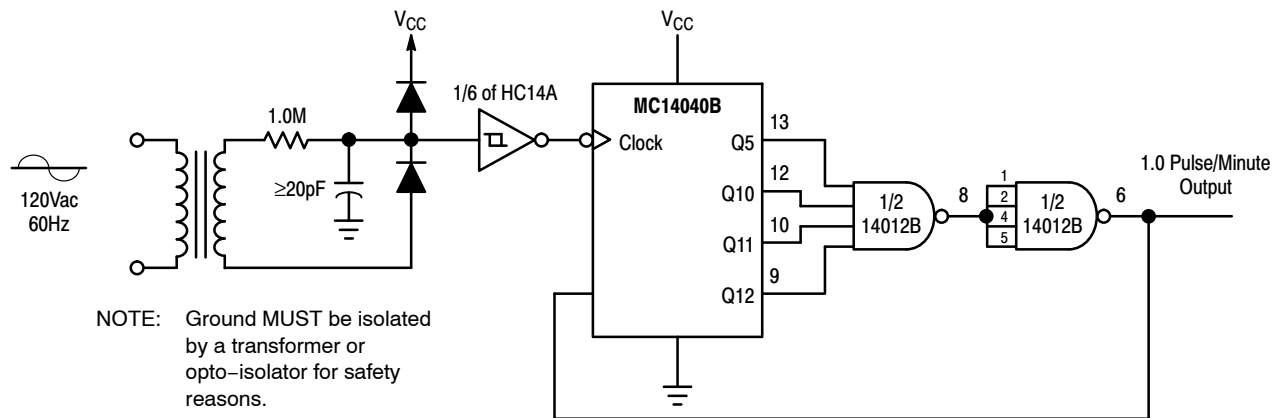 VCC
VCC
1/6 of HC14A
MC14040B
1.0M
13
Clock
Q5
≥20pF
12
1.0 Pulse/Minute
Output
120Vac
60Hz
Q10
1/2
14012B
8
1
2
4
5
1/2
14012B
6
10
Q11
9
Q12
NOTE: Ground MUST be isolated
by a transformer or
opto−isolator for safety
reasons.